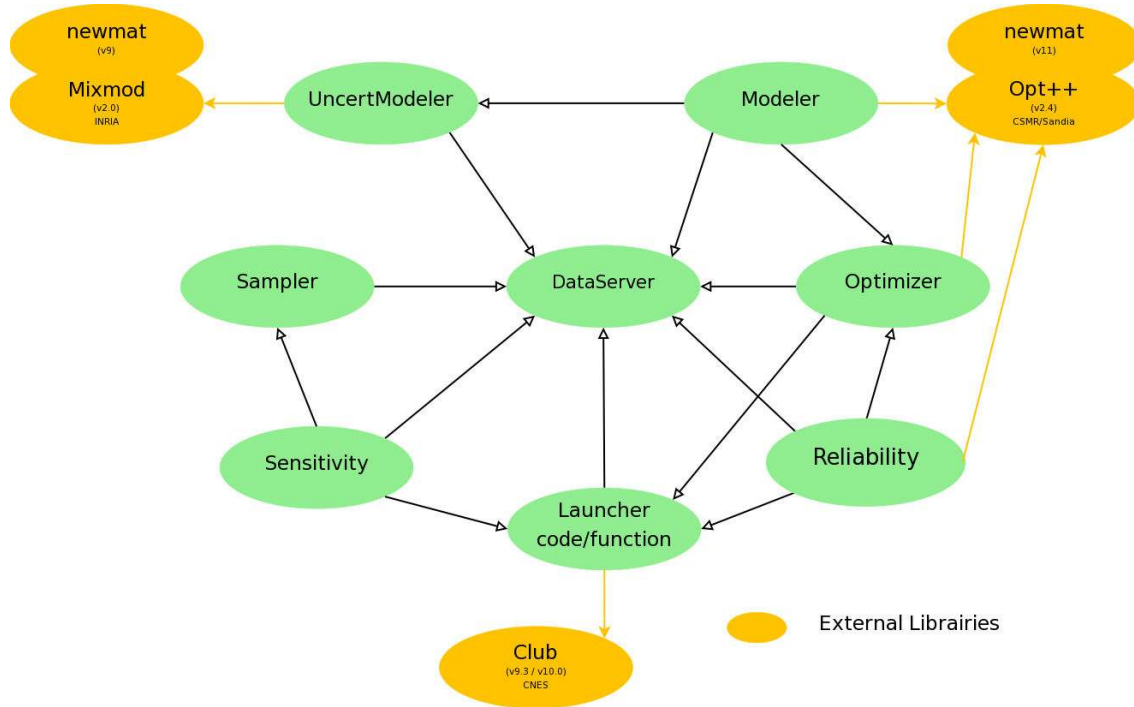 newmat
(v9)
Mixmod
(v2.0)
INRIA
newmat
(v11)
Opt++
(v2.4)
CSMR/Sandia
UncertModeler
Modeler
Sampler
DataServer
Optimizer
Sensitivity
Reliability
Launcher
code/function
External Librairies
Club
(v9.3 / v10.0)
CNES